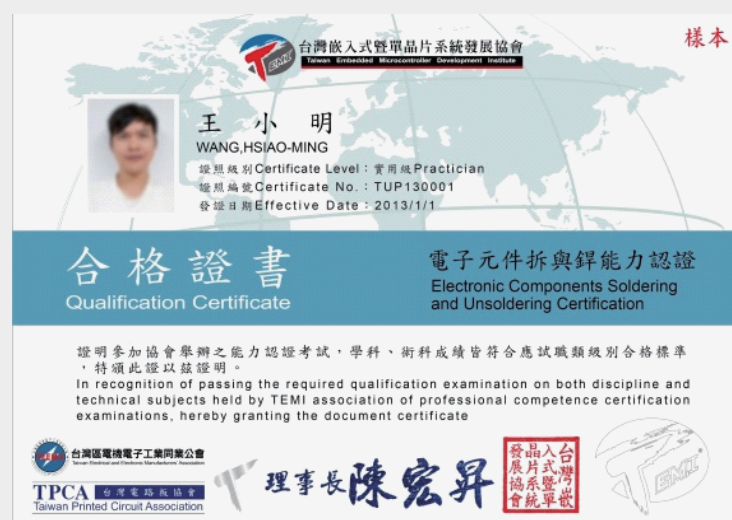 樣本
台灣嵌入式暨單晶片系統發展協會
Taiwan Embedded Microcontroller Development Institute
TEMI
王小明
WANG,HSIAO-MING
證照級別Certificate Level：實用級Practician
證照編號Certificate No.：TUP130001
發證日期Effective Date：2013/1/1
合格證書
Qualification Certificate
電子元件拆與銲能力認證
Electronic Components Soldering
and Unsoldering Certification
證明參加協會舉辦之能力認證考試，學科、術科成績皆符合應試職類級別合格標準
，特頒此證以茲證明。
In recognition of passing the required qualification examination on both discipline and
technical subjects held by TEMI association of professional competence certification
examinations, hereby granting the document certificate
台灣區電機電子工業同業公會
Taiwan Electrical and Electronic Manufacturers' Association
TPCA 台灣電路板協會
Taiwan Printed Circuit Association
理事長陳宏昇
台灣嵌
入式暨單
晶片系統
發展協會
TEMI